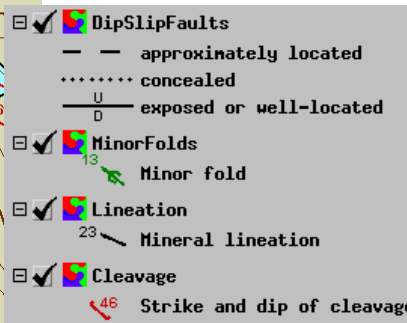 DipSlipFaults
approximately located
concealed
U
D
exposed or well-located
MinorFolds
13
Minor fold
Lineation
23
Mineral lineation
Cleavage
46
Strike and dip of cleavage